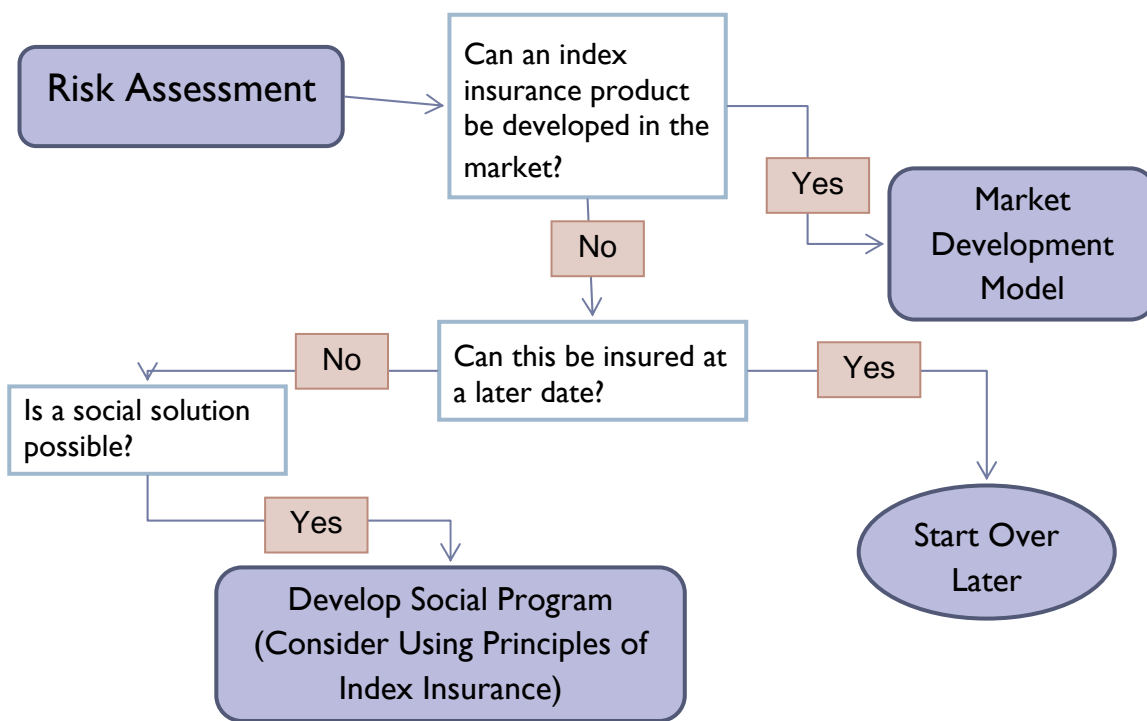 Risk Assessment
Can an index
insurance product
be developed in the
market?
Yes
Market
Development
Model
No
Can this be insured at
a later date?
No
Yes
Is a social solution
possible?
Yes
Start Over
Later
Develop Social Program
(Consider Using Principles of
Index Insurance)